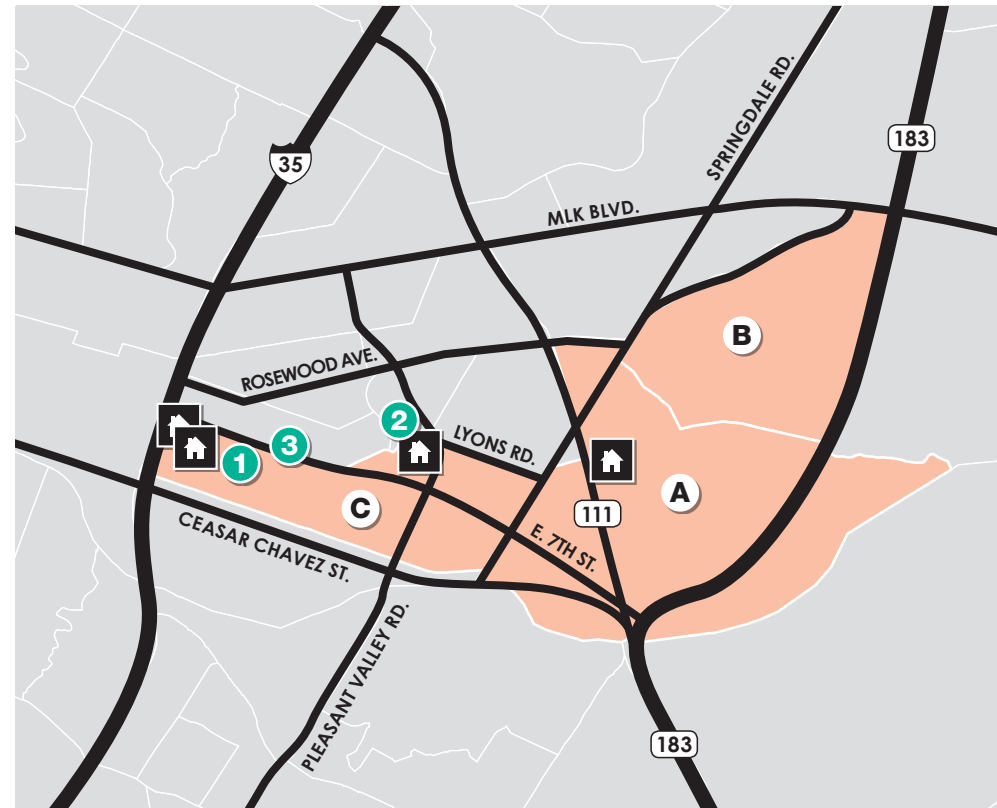 SPRINGDALE RD.
183
35
MLK BLVD.
B
ROSEWOOD AVE.
2
LYONS RD.
3
1
A
C
111
E. 7TH ST.
CEASAR CHAVEZ ST.
PLEASANT VALLEY RD.
183